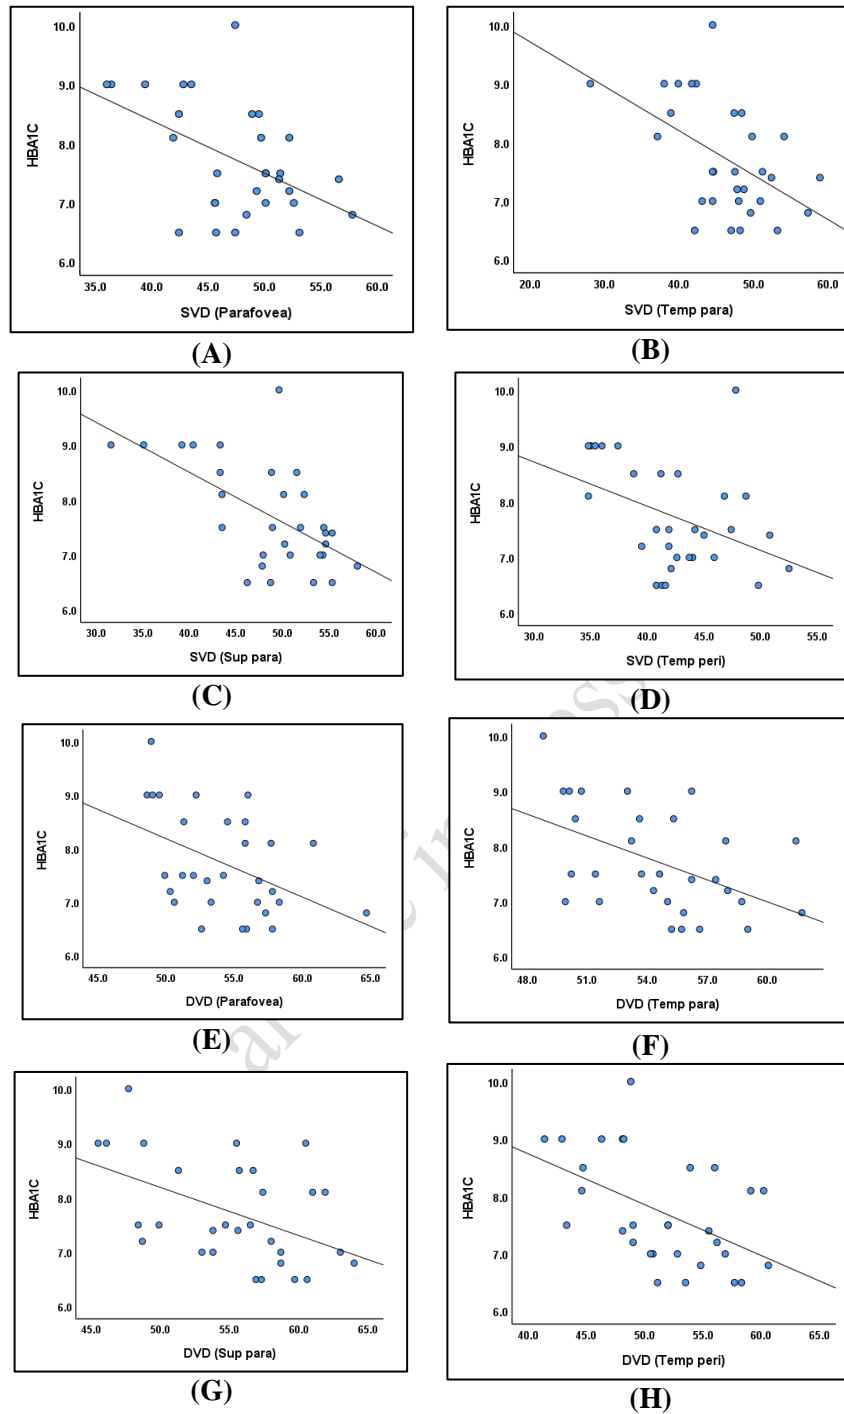 10.0
9.0
8.0
7.0
6.0
HBA1C
35.0 40.0 45.0 50.0 55.0 60.0
SVD (Parafovea)
(A)
10.0
9.0
8.0
7.0
6.0
HBA1C
20.0 30.0 40.0 50.0 60.0
SVD (Temp para)
(B)
10.0
9.0
8.0
7.0
6.0
HBA1C
30.0 35.0 40.0 45.0 50.0 55.0 60.0
SVD (Sup para)
(C)
10.0
9.0
8.0
7.0
6.0
HBA1C
30.0 35.0 40.0 45.0 50.0 55.0
SVD (Temp peri)
(D)
10.0
9.0
8.0
7.0
6.0
HBA1C
45.0 50.0 55.0 60.0 65.0
DVD (Parafovea)
(E)
10.0
9.0
8.0
7.0
6.0
HBA1C
48.0 51.0 54.0 57.0 60.0
DVD (Temp para)
(F)
10.0
9.0
8.0
7.0
6.0
HBA1C
45.0 50.0 55.0 60.0 65.0
DVD (Sup para)
(G)
10.0
9.0
8.0
7.0
6.0
HBA1C
40.0 45.0 50.0 55.0 60.0 65.0
DVD (Temp peri)
(H)